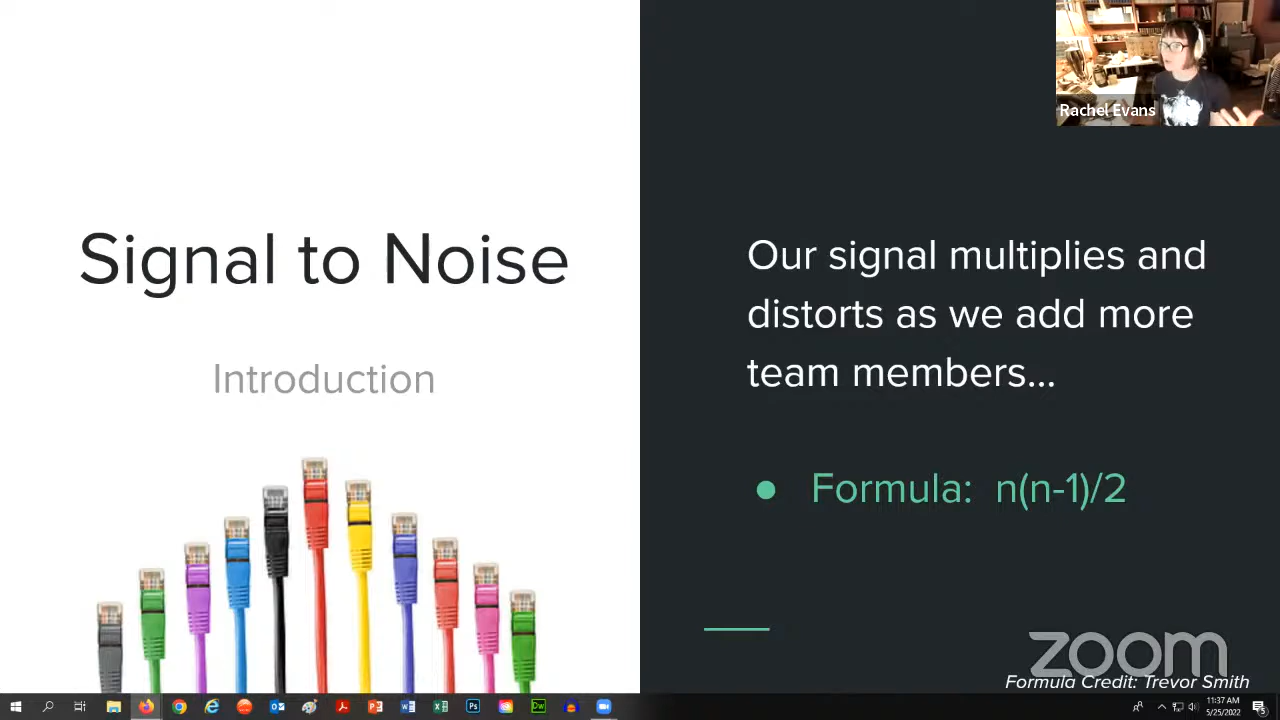 Rachel Evans
Signal to Noise
Introduction
Our signal multiplies and
distorts as we add more
team members...
● Formula: n(n-1)/2
zoom
Formula Credit: Trevor Smith
11:37 AM
5/25/2022